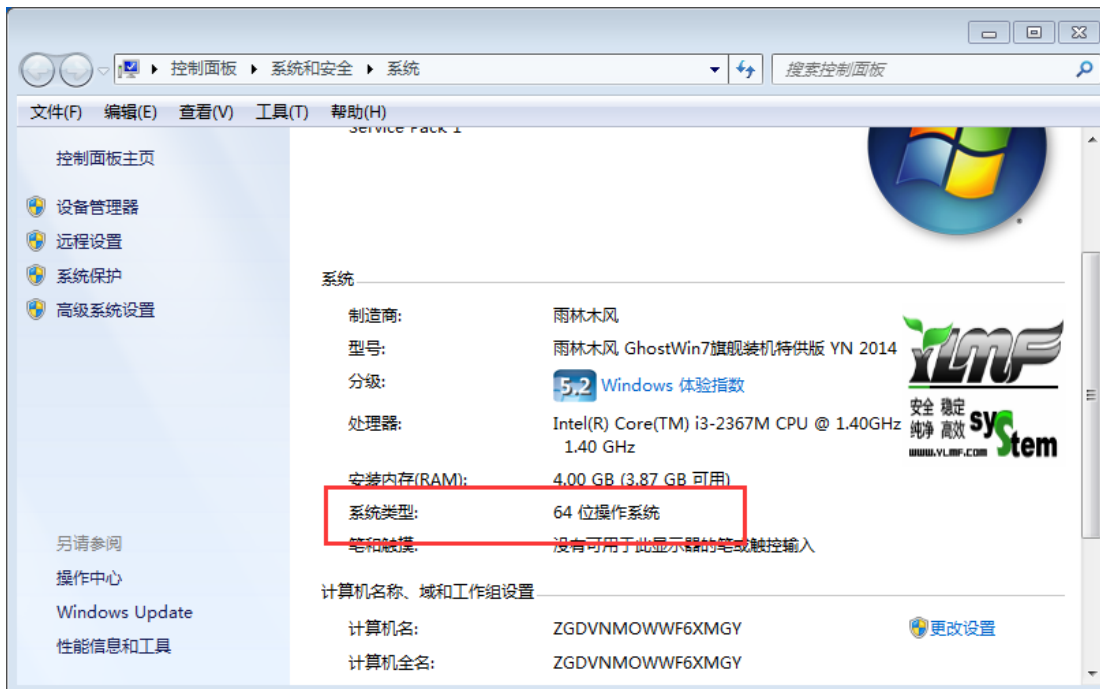 控制面板 系统和安全 系统
搜索控制面板
文件(F) 编辑(E) 查看(V) 工具(T) 帮助(H)
控制面板主页
设备管理器
远程设置
系统保护
高级系统设置
另请参阅
操作中心
Windows Update
性能信息和工具
Service Pack 1
系统
制造商: 雨林木风
型号: 雨林木风 GhostWin7旗舰装机特供版 YN 2014
分级: 5.2 Windows 体验指数
处理器: Intel(R) Core(TM) i3-2367M CPU @ 1.40GHz
1.40 GHz
安装内存(RAM): 4.00 GB (3.87 GB 可用)
系统类型: 64 位操作系统
笔和触摸: 没有可用于此显示器的笔或触控输入
YLMF
安全 稳定
纯净 高效 system
www.YLMF.com
计算机名称、域和工作组设置
计算机名: ZGDVNMOWWF6XMGY 更改设置
计算机全名: ZGDVNMOWWF6XMGY